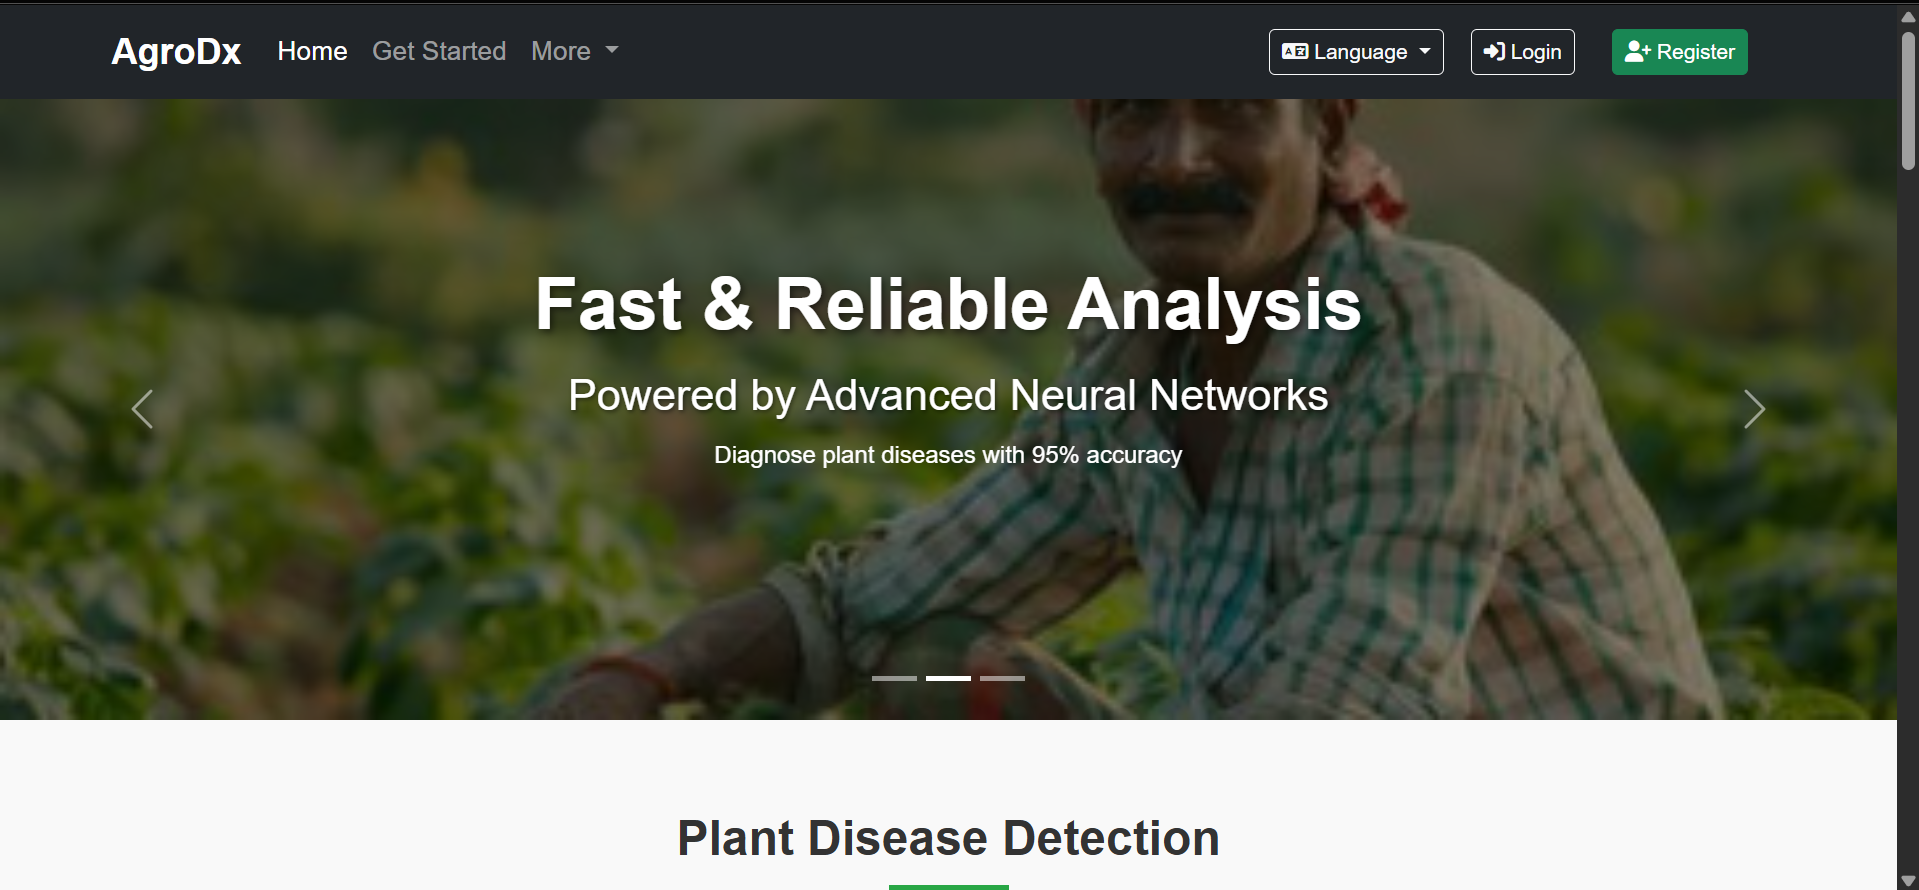 AgroDx Home Get Started More Language Login Register
Fast & Reliable Analysis
Powered by Advanced Neural Networks
Diagnose plant diseases with 95% accuracy
Plant Disease Detection